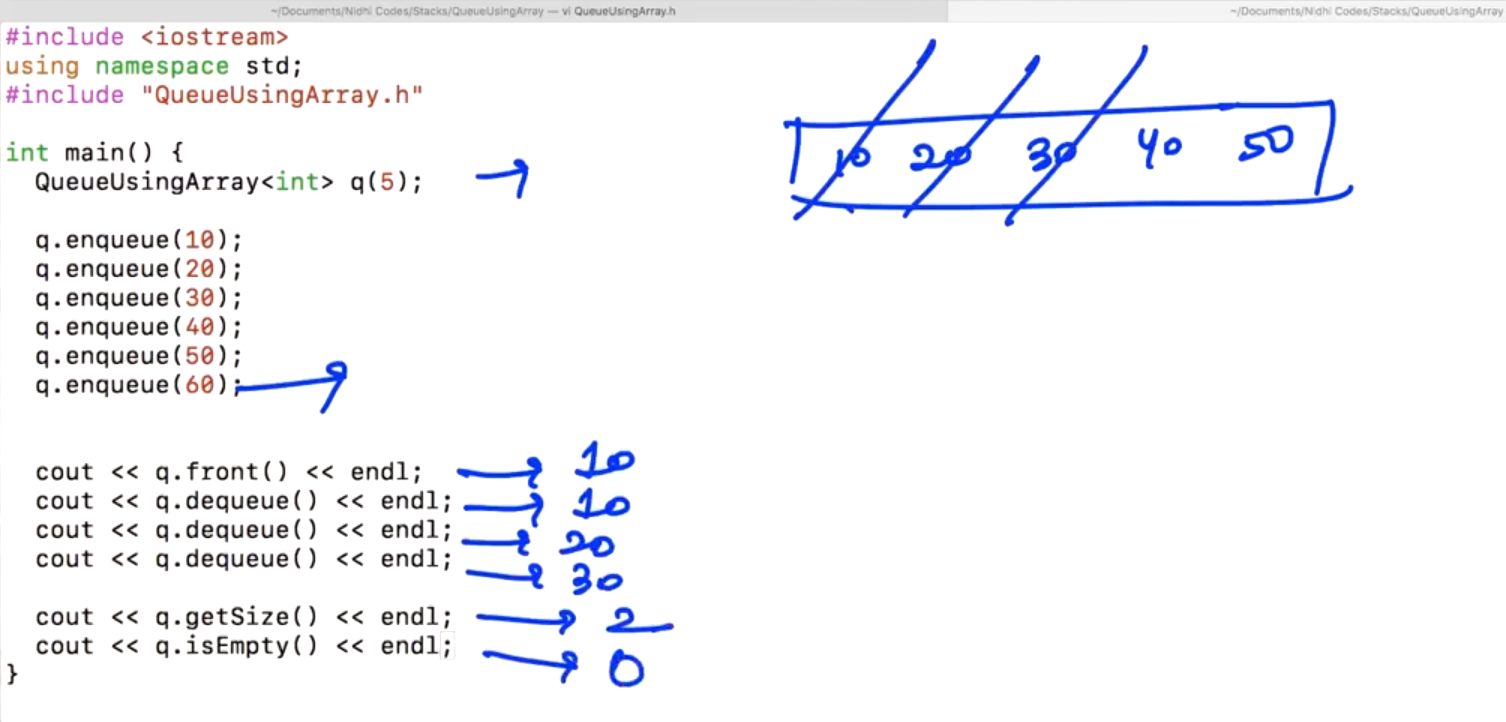 ~/Documents/Nidhi Codes/Stacks/QueueUsingArray — vi QueueUsingArray.h
~/Documents/Nidhi Codes/Stacks/QueueUsingArray
#include <iostream>
using namespace std;
#include "QueueUsingArray.h"
int main() {
QueueUsingArray<int> q(5);
10 20 30 40 50
q.enqueue(10);
q.enqueue(20);
q.enqueue(30);
q.enqueue(40);
q.enqueue(50);
q.enqueue(60);
cout << q.front() << endl; 10
cout << q.dequeue() << endl; 10
cout << q.dequeue() << endl; 20
cout << q.dequeue() << endl; 30
cout << q.getSize() << endl; 2
cout << q.isEmpty() << endl; 0
}